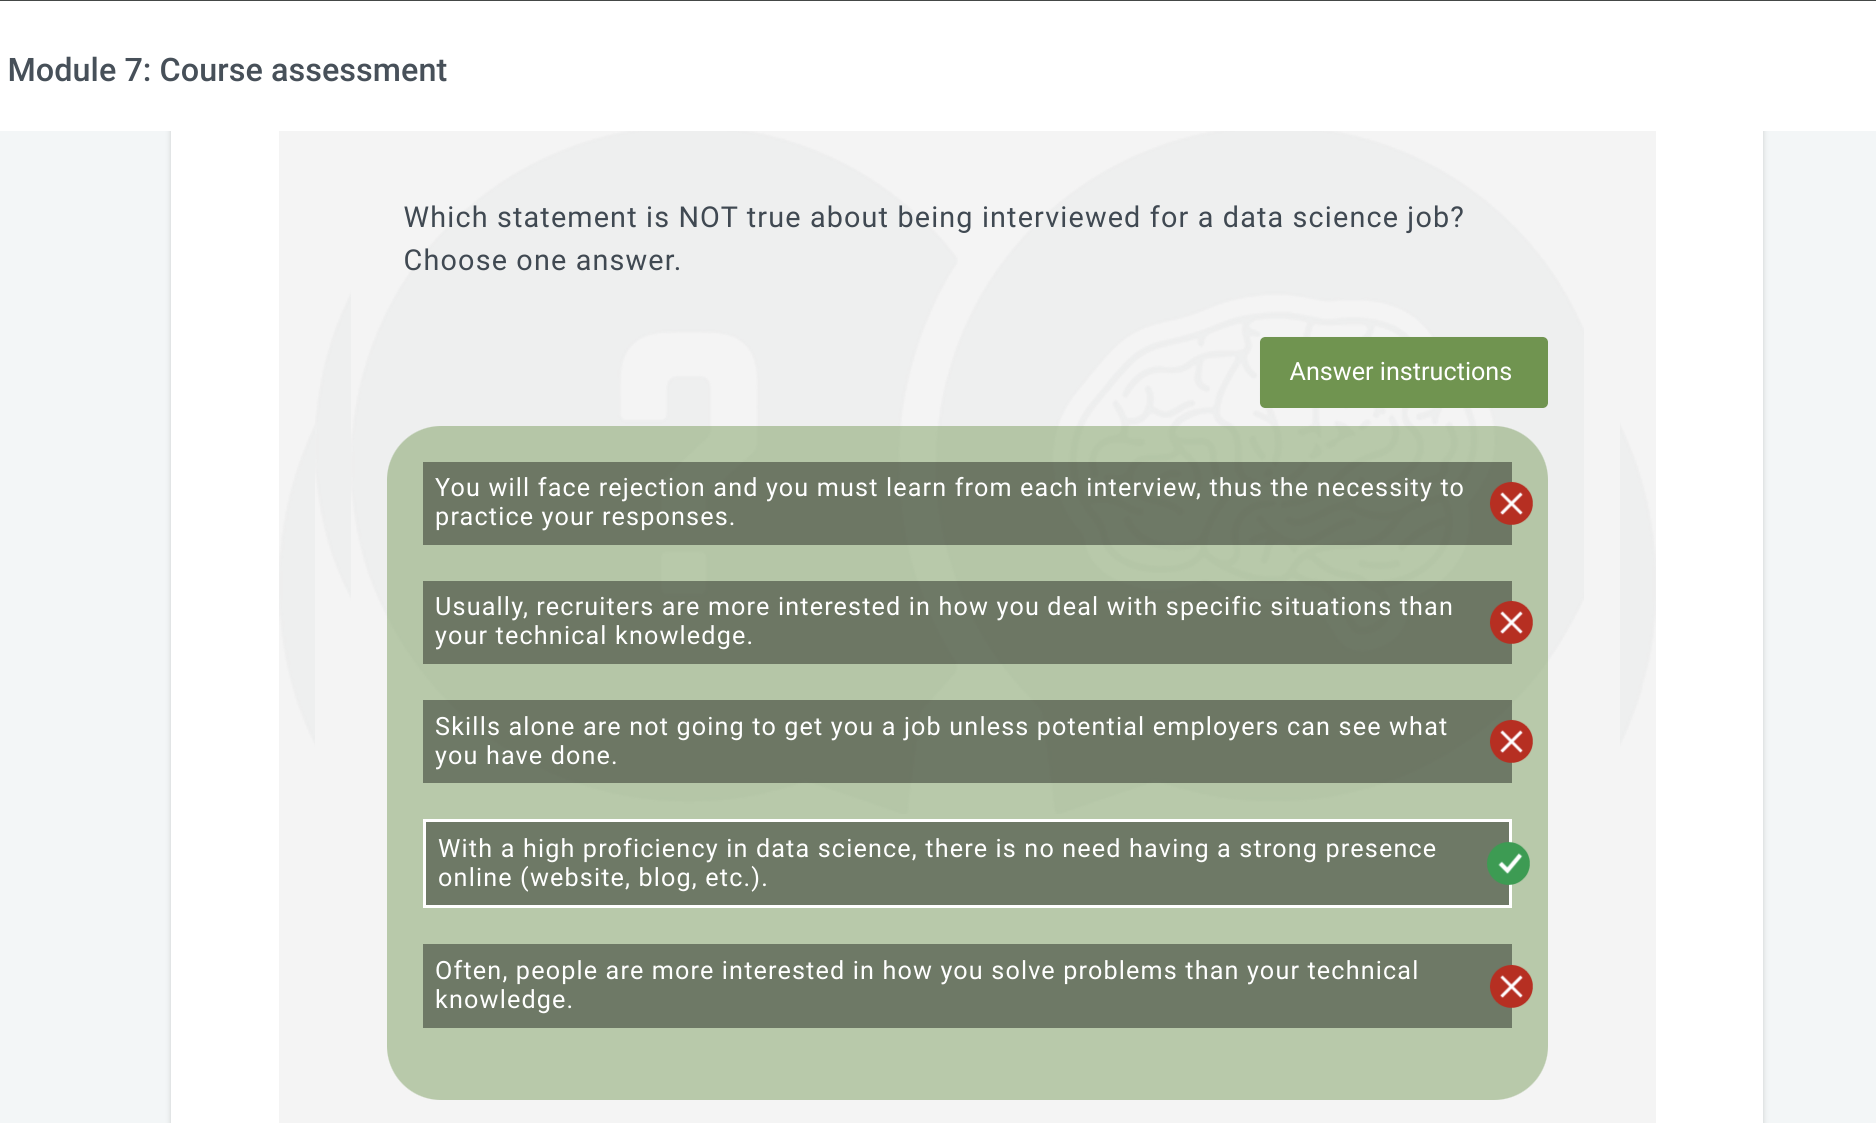 Module 7: Course assessment
Which statement is NOT true about being interviewed for a data science job?
Choose one answer.
Answer instructions
You will face rejection and you must learn from each interview, thus the necessity to
practice your responses.
Usually, recruiters are more interested in how you deal with specific situations than
your technical knowledge.
Skills alone are not going to get you a job unless potential employers can see what
you have done.
With a high proficiency in data science, there is no need having a strong presence
online (website, blog, etc.).
Often, people are more interested in how you solve problems than your technical
knowledge.